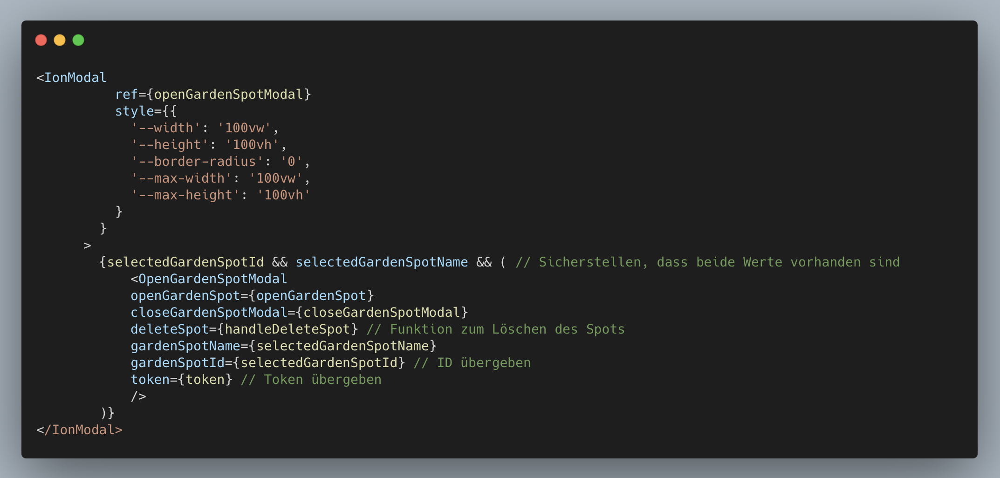 <IonModal
          ref={openGardenSpotModal}
          style={{
            '--width': '100vw',
            '--height': '100vh',
            '--border-radius': '0',
            '--max-width': '100vw',
            '--max-height': '100vh'
          }
        }
      >
        {selectedGardenSpotId && selectedGardenSpotName && ( // Sicherstellen, dass beide Werte vorhanden sind
            <OpenGardenSpotModal
            openGardenSpot={openGardenSpot}
            closeGardenSpotModal={closeGardenSpotModal}
            deleteSpot={handleDeleteSpot} // Funktion zum Löschen des Spots
            gardenSpotName={selectedGardenSpotName}
            gardenSpotId={selectedGardenSpotId} // ID übergeben
            token={token} // Token übergeben
            />
        )}
</IonModal>